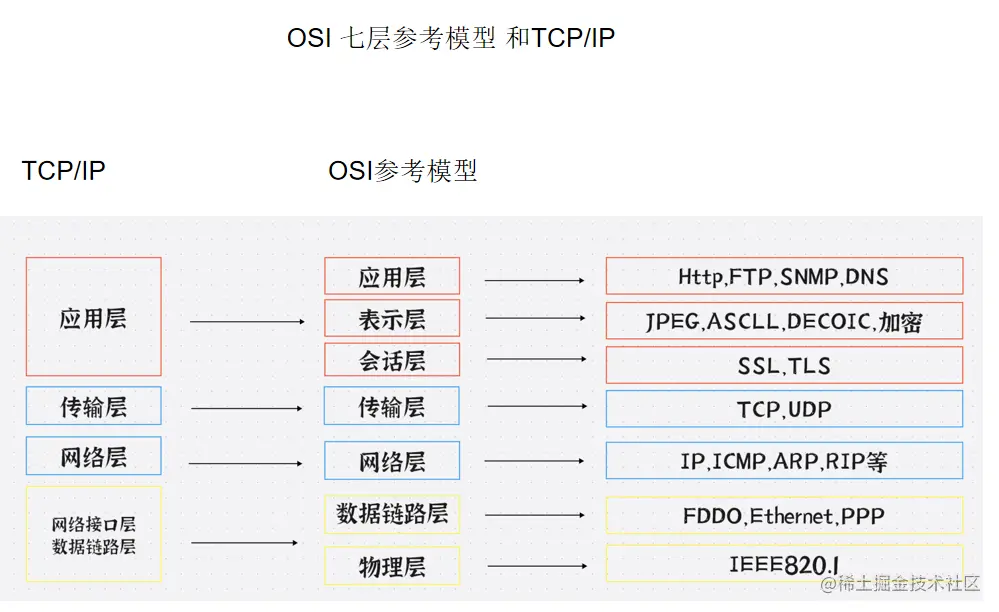 OSI 七层参考模型 和TCP/IP
TCP/IP
OSI参考模型
应用层
应用层
Http,FTP,SNMP,DNS
表示层
JPEG,ASCLL,DECOIC,加密
会话层
SSL,TLS
传输层
传输层
TCP,UDP
网络层
网络层
IP,ICMP,ARP,RIP等
网络接口层
数据链路层
数据链路层
FDDO,Ethernet,PPP
物理层
IEEE820.1
@稀土掘金技术社区